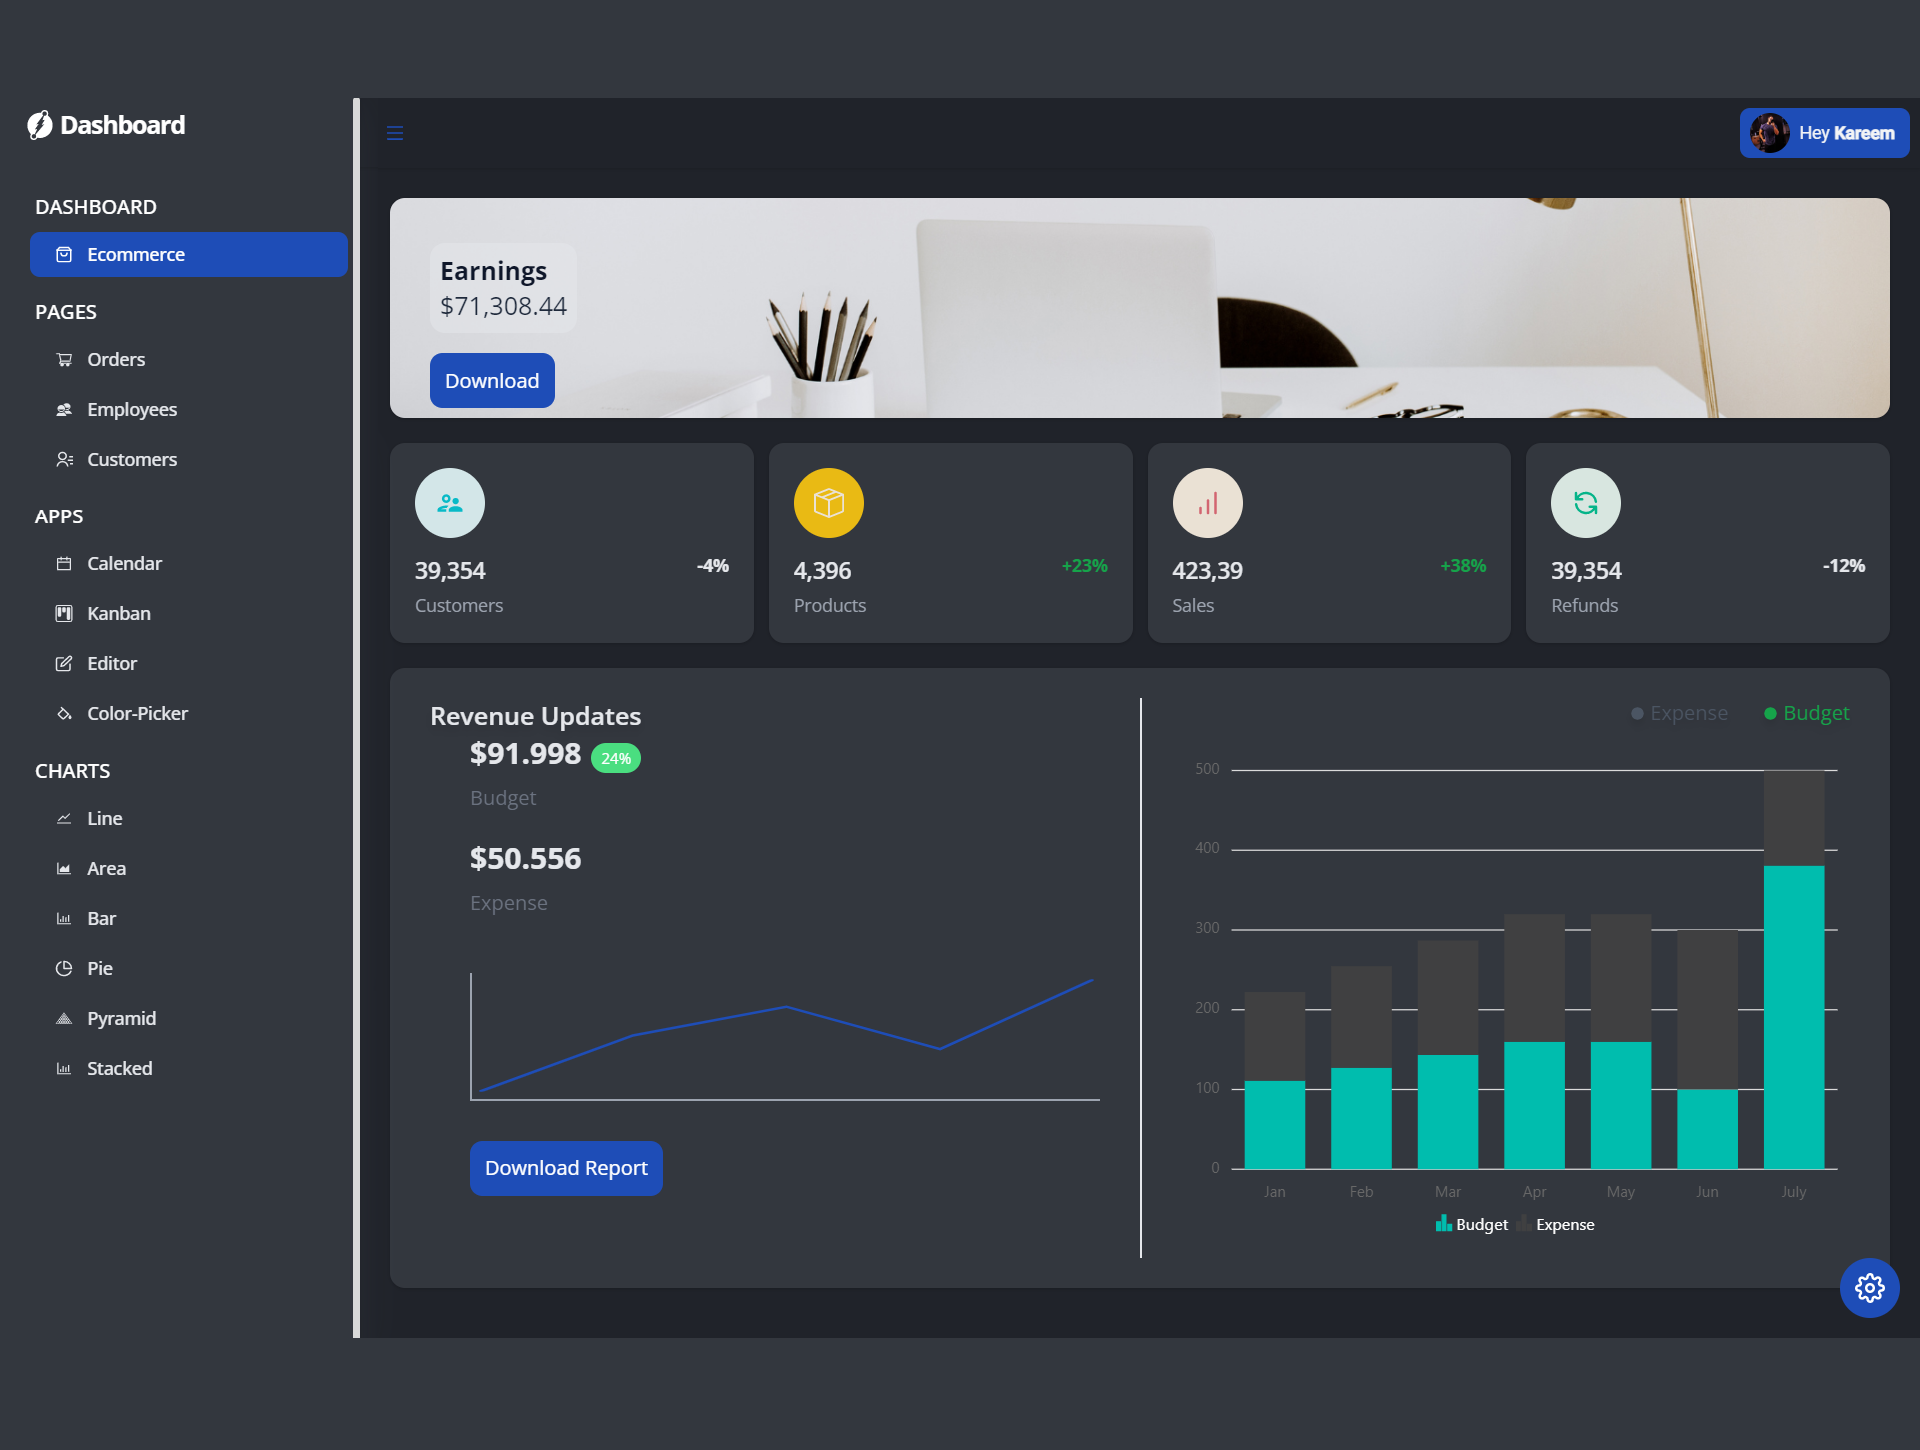 Dashboard
DASHBOARD
Ecommerce
PAGES
Orders
Employees
Customers
APPS
Calendar
Kanban
Editor
Color-Picker
CHARTS
Line
Area
Bar
Pie
Pyramid
Stacked
Hey Kareem
Earnings
$71,308.44
Download
39,354 -4%
Customers
4,396 +23%
Products
423,39 +38%
Sales
39,354 -12%
Refunds
Revenue Updates
$91.998 24%
Budget
$50.556
Expense
Download Report
Expense Budget
500
400
300
200
100
0
Jan Feb Mar Apr May Jun July
Budget Expense